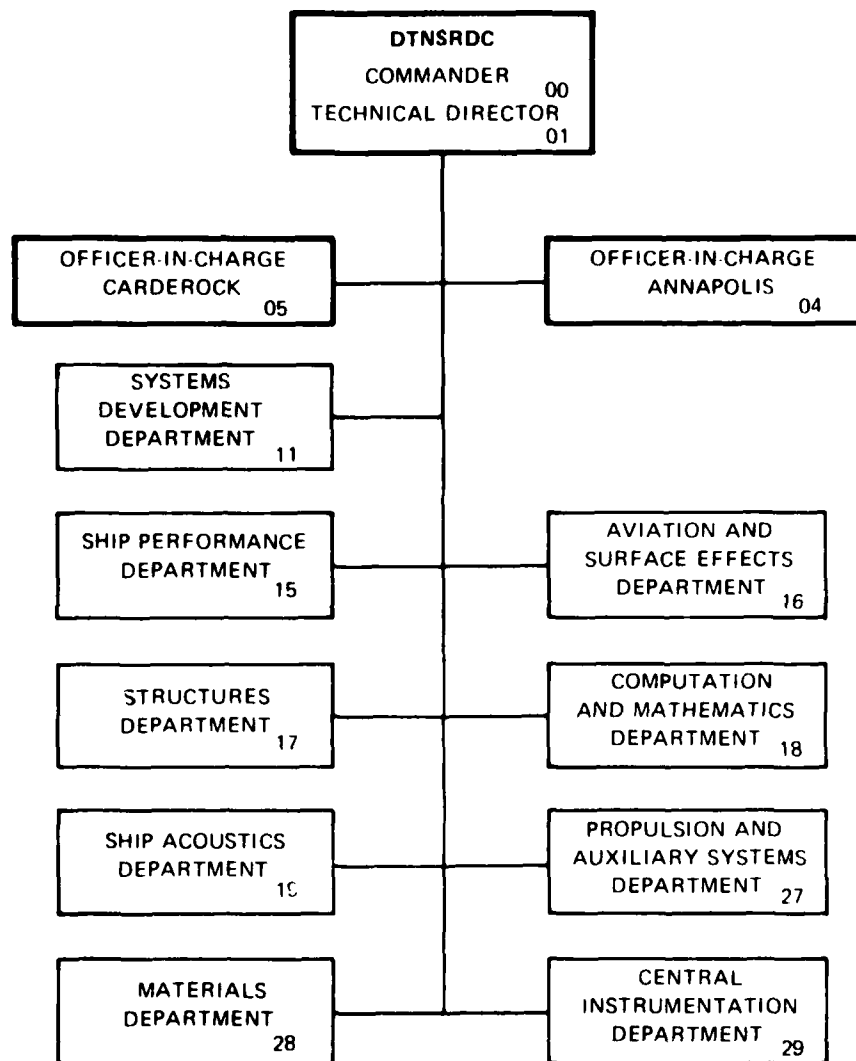 DTNSRDC
COMMANDER
00
TECHNICAL DIRECTOR
01
OFFICER-IN-CHARGE
CARDEROCK
05
OFFICER-IN-CHARGE
ANNAPOLIS
04
SYSTEMS
DEVELOPMENT
DEPARTMENT
11
SHIP PERFORMANCE
DEPARTMENT
15
AVIATION AND
SURFACE EFFECTS
DEPARTMENT
16
STRUCTURES
DEPARTMENT
17
COMPUTATION
AND MATHEMATICS
DEPARTMENT
18
SHIP ACOUSTICS
DEPARTMENT
19
PROPULSION AND
AUXILIARY SYSTEMS
DEPARTMENT
27
MATERIALS
DEPARTMENT
28
CENTRAL
INSTRUMENTATION
DEPARTMENT
29